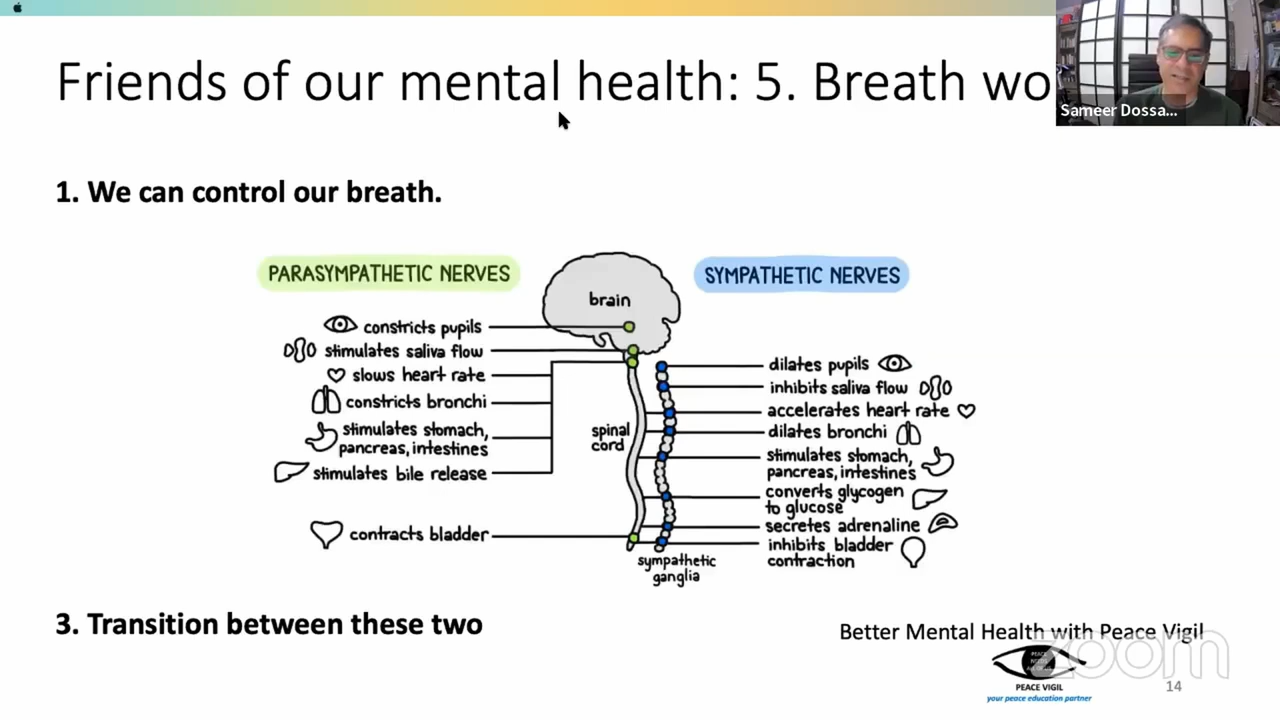 Friends of our mental health: 5. Breath wo
Sameer Dossa...
1. We can control our breath.
PARASYMPATHETIC NERVES
SYMPATHETIC NERVES
brain
constricts pupils
stimulates saliva flow
slows heart rate
constricts bronchi
stimulates stomach,
pancreas, intestines
stimulates bile release
contracts bladder
spinal
cord
sympathetic
ganglia
dilates pupils
inhibits saliva flow
accelerates heart rate
dilates bronchi
stimulates stomach,
pancreas, intestines
converts glycogen
to glucose
secretes adrenaline
inhibits bladder
contraction
3. Transition between these two
Better Mental Health with Peace Vigil
zoom
PEACE VIGIL
your peace education partner
14